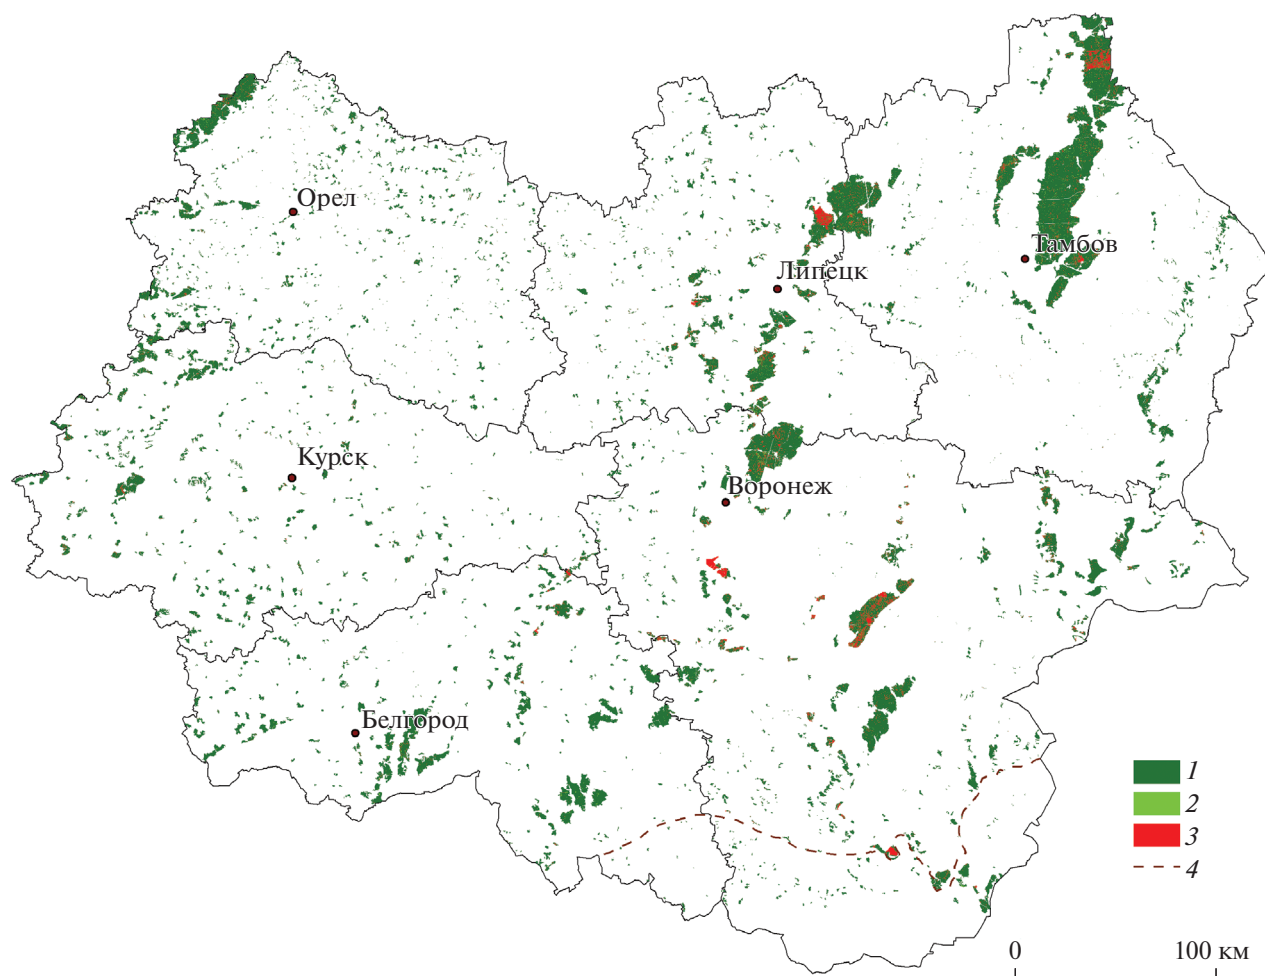 Орел
Тамбов
Липецк
Курск
Воронеж
Белгород
1
2
3
4
0 100 км